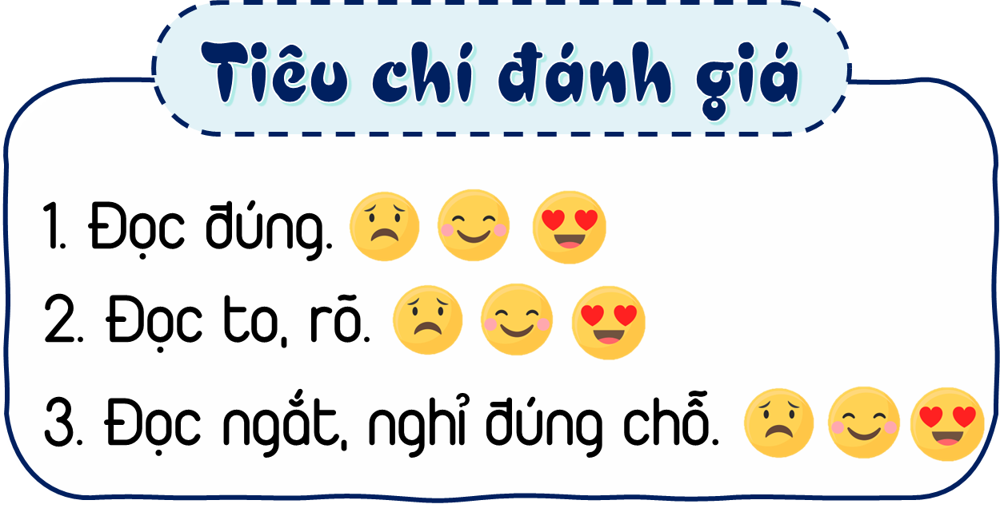 Tiêu chí đánh giá
1. Đọc đúng.
2. Đọc to, rõ.
3. Đọc ngắt, nghỉ đúng chỗ.